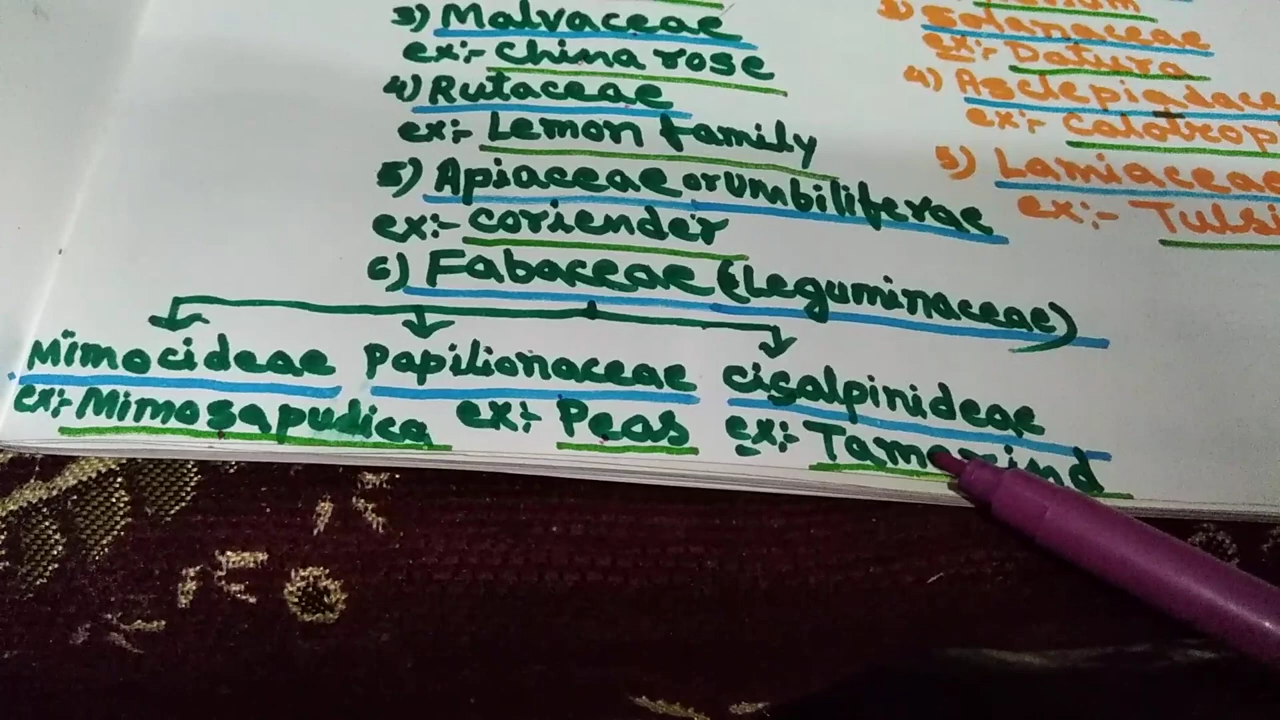 3) Malvaceae
ex:- China rose
4) Rutaceae
ex:- Lemon family
5) Apiaceae or umbiliferae
ex:- coriender
6) Fabaceae (Leguminaceae)
Mimocideae Papilionaceae cisalpinideae
ex:- Mimosapudica ex:- Peas ex:- Tamarind
Solanaceae
ex:- Datura
4) Asclepiadace
ex:- Calotrop
5) Lamiaceae
ex:- Tulsi